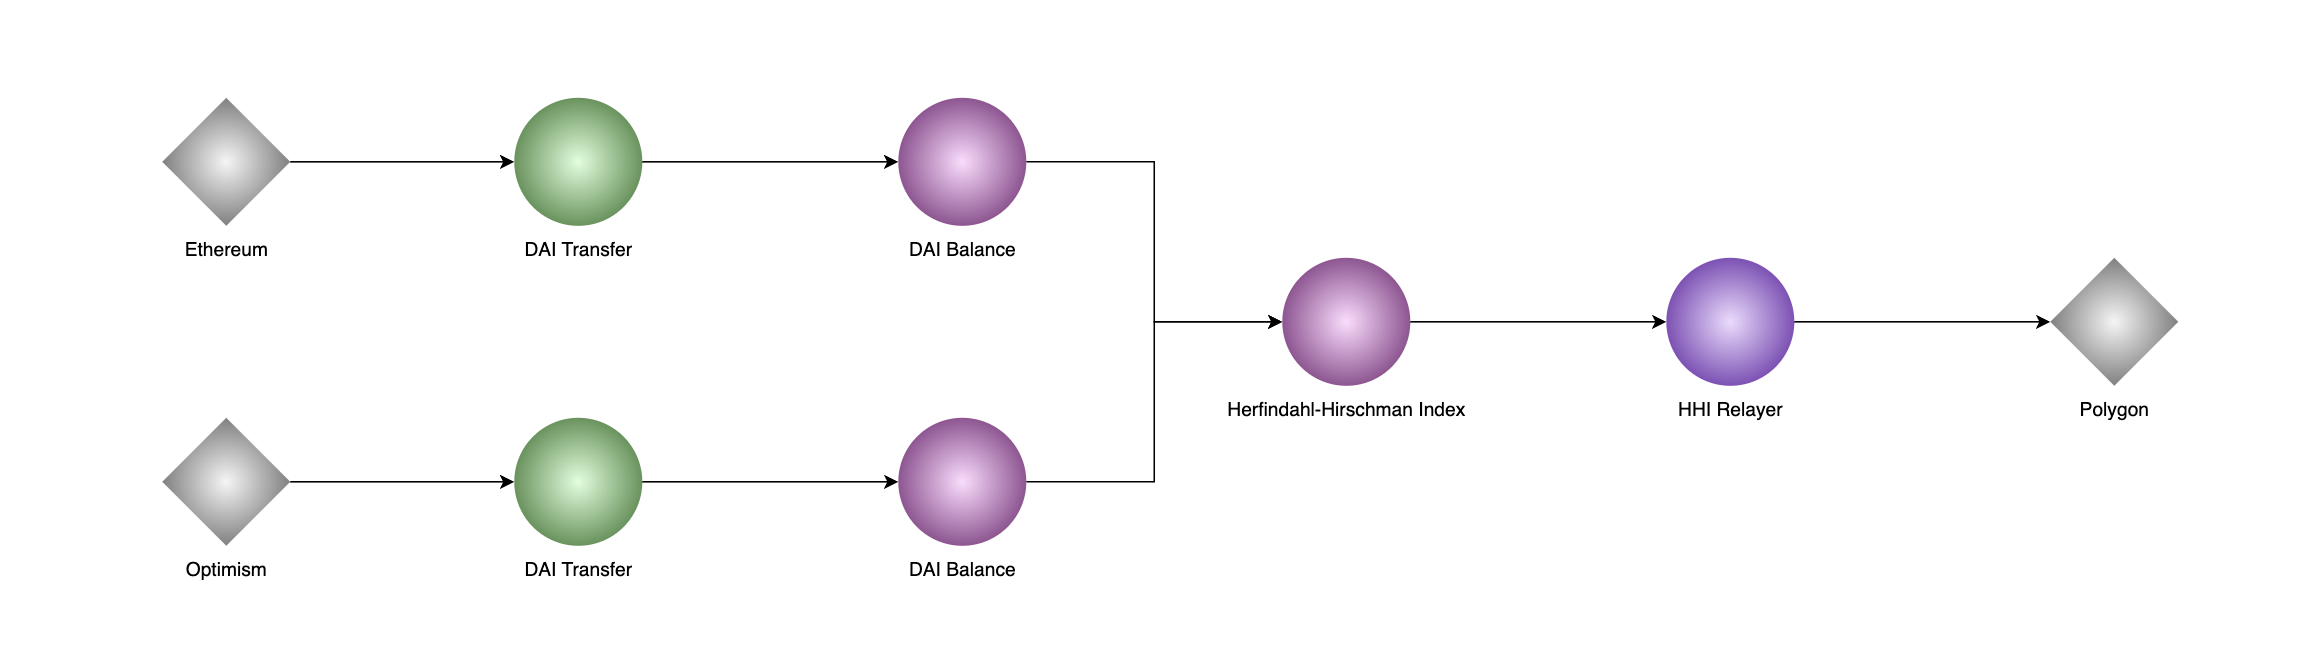 Ethereum
DAI Transfer
DAI Balance
Herfindahl-Hirschman Index
HHI Relayer
Polygon
Optimism
DAI Transfer
DAI Balance